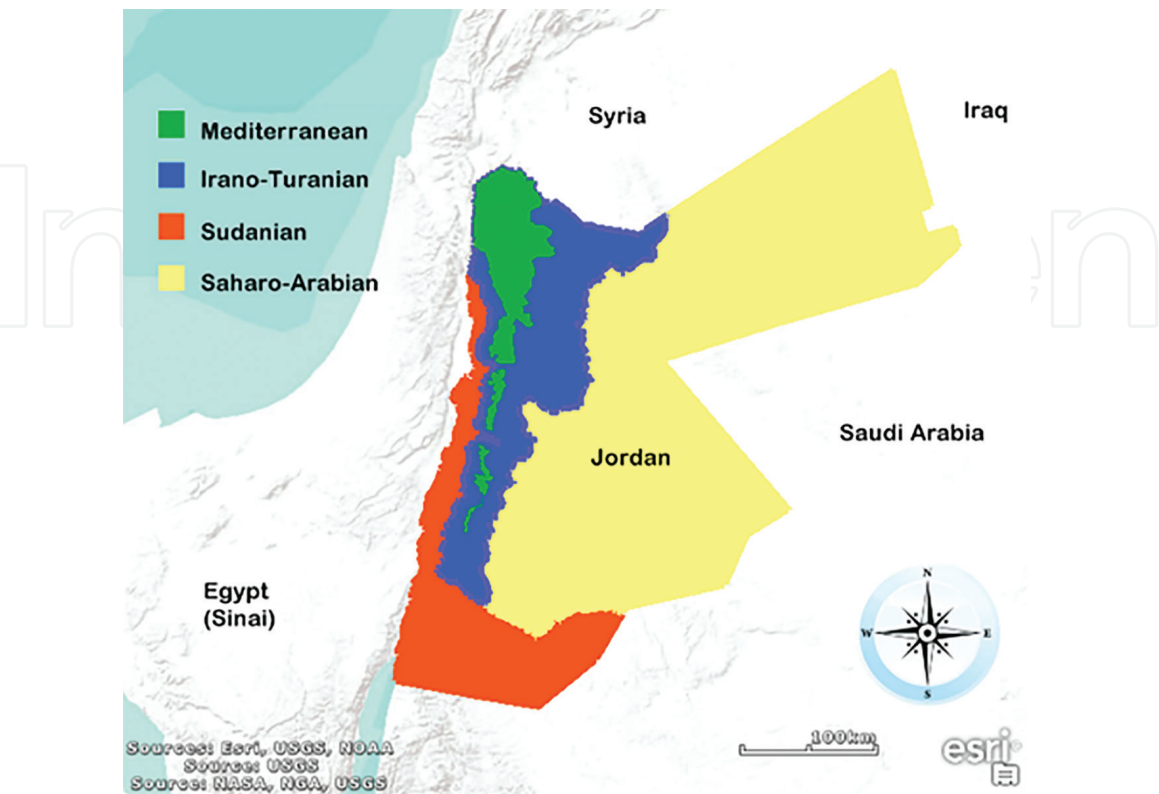 Syria
Iraq
Mediterranean
Irano-Turanian
Sudanian
Saharo-Arabian
Saudi Arabia
Jordan
Egypt
(Sinai)
N
W
E
S
100km
esri
Sources: Esri, USGS, NOAA
Source: USGS
Source: NASA, NGA, USGS